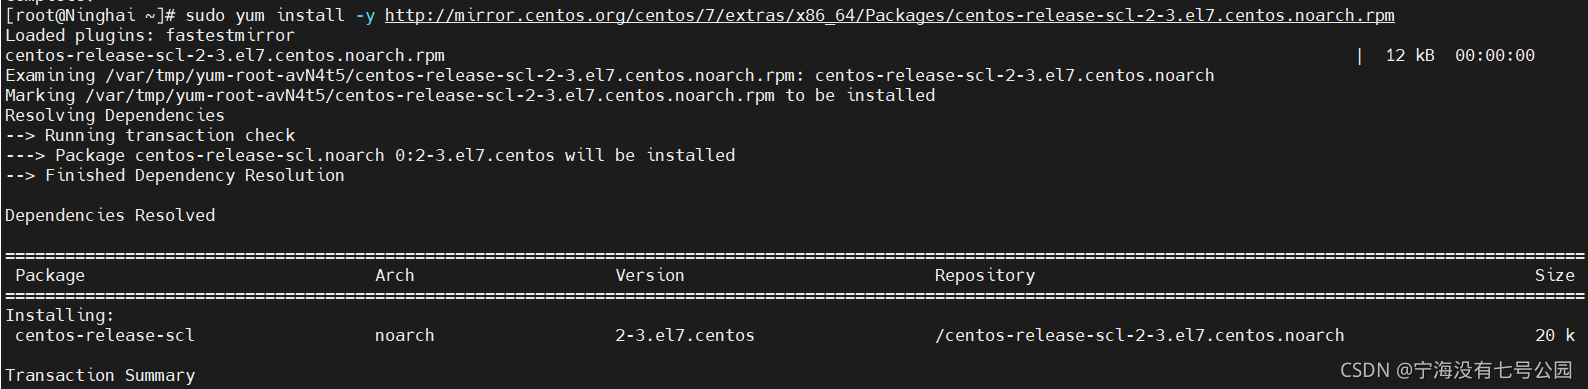 [root@Ninghai ~]# sudo yum install -y http://mirror.centos.org/centos/7/extras/x86_64/Packages/centos-release-scl-2-3.el7.centos.noarch.rpm
Loaded plugins: fastestmirror
centos-release-scl-2-3.el7.centos.noarch.rpm | 12 kB 00:00:00
Examining /var/tmp/yum-root-avN4t5/centos-release-scl-2-3.el7.centos.noarch.rpm: centos-release-scl-2-3.el7.centos.noarch
Marking /var/tmp/yum-root-avN4t5/centos-release-scl-2-3.el7.centos.noarch.rpm to be installed
Resolving Dependencies
--> Running transaction check
---> Package centos-release-scl.noarch 0:2-3.el7.centos will be installed
--> Finished Dependency Resolution
Dependencies Resolved
Package Arch Version Repository Size
Installing:
centos-release-scl noarch 2-3.el7.centos /centos-release-scl-2-3.el7.centos.noarch 20 k
Transaction Summary
CSDN @宁海没有七号公园